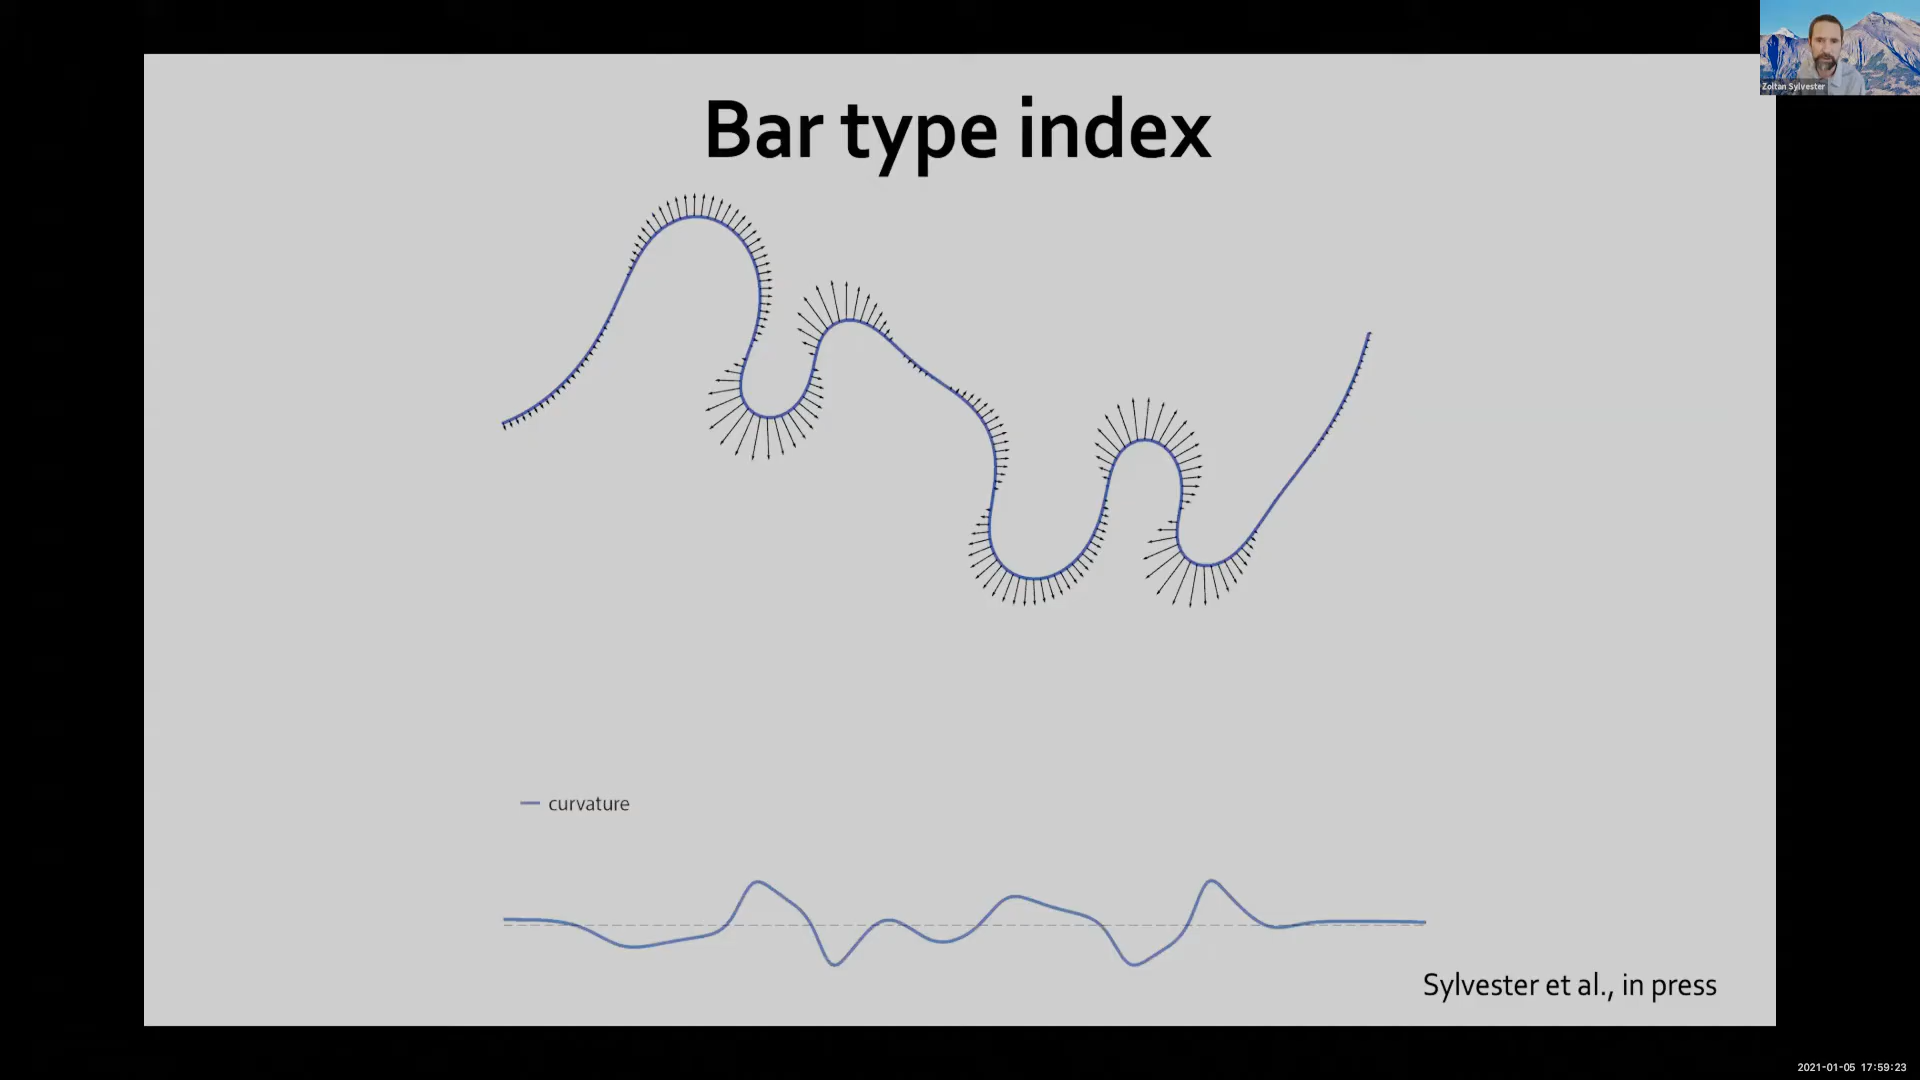 Zoltan Sylvester
Bar type index
curvature
Sylvester et al., in press
2021-01-05 17:59:23